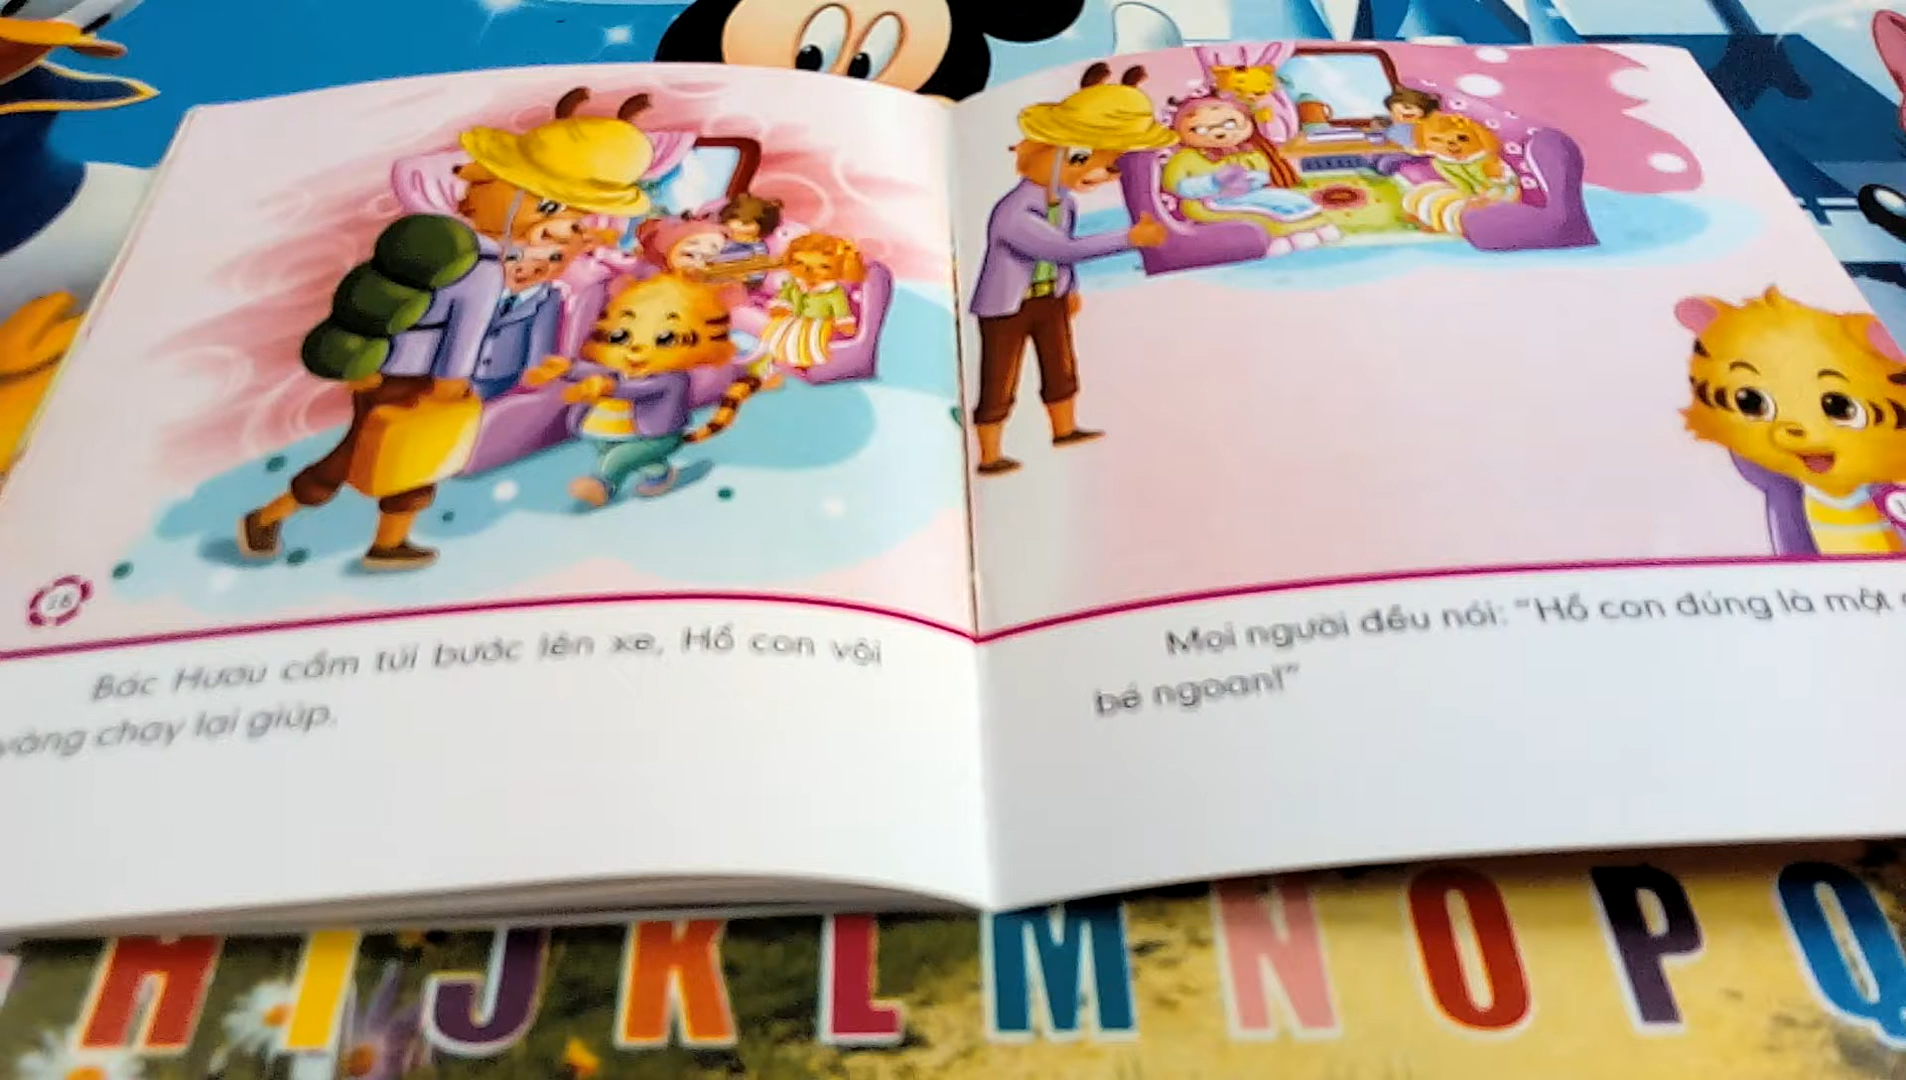 16
Bác Hươu cầm túi bước lên xe, Hổ con vội
vàng chạy lại giúp.
Mọi người đều nói: “Hổ con đúng là một
bé ngoan!”
H I J K L M N O P Q